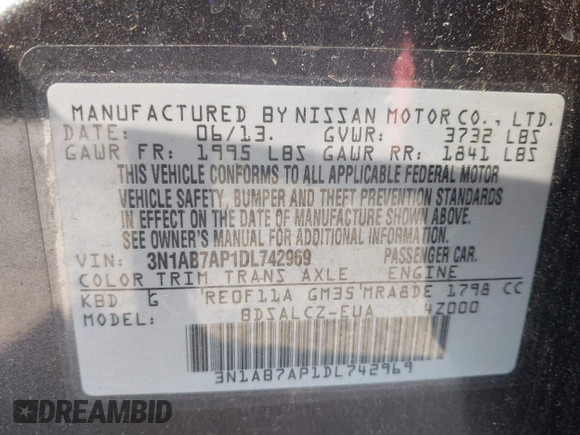 MANUFACTURED BY NISSAN MOTOR CO., LTD.
DATE: 06/13. GVWR: 3732 LBS
GAWR FR: 1995 LBS GAWR RR: 1841 LBS
THIS VEHICLE CONFORMS TO ALL APPLICABLE FEDERAL MOTOR
VEHICLE SAFETY, BUMPER AND THEFT PREVENTION STANDARDS
IN EFFECT ON THE DATE OF MANUFACTURE SHOWN ABOVE.
SEE OWNER'S MANUAL FOR ADDITIONAL INFORMATION.
VIN: 3N1AB7AP1DL742969 PASSENGER CAR.
COLOR TRIM TRANS AXLE ENGINE
KBD G RE0F11A GM35 MRA8DE 1798 CC
MODEL: BDSALCZ-EUA 4Z000
3N1AB7AP1DL742969
DREAMBID